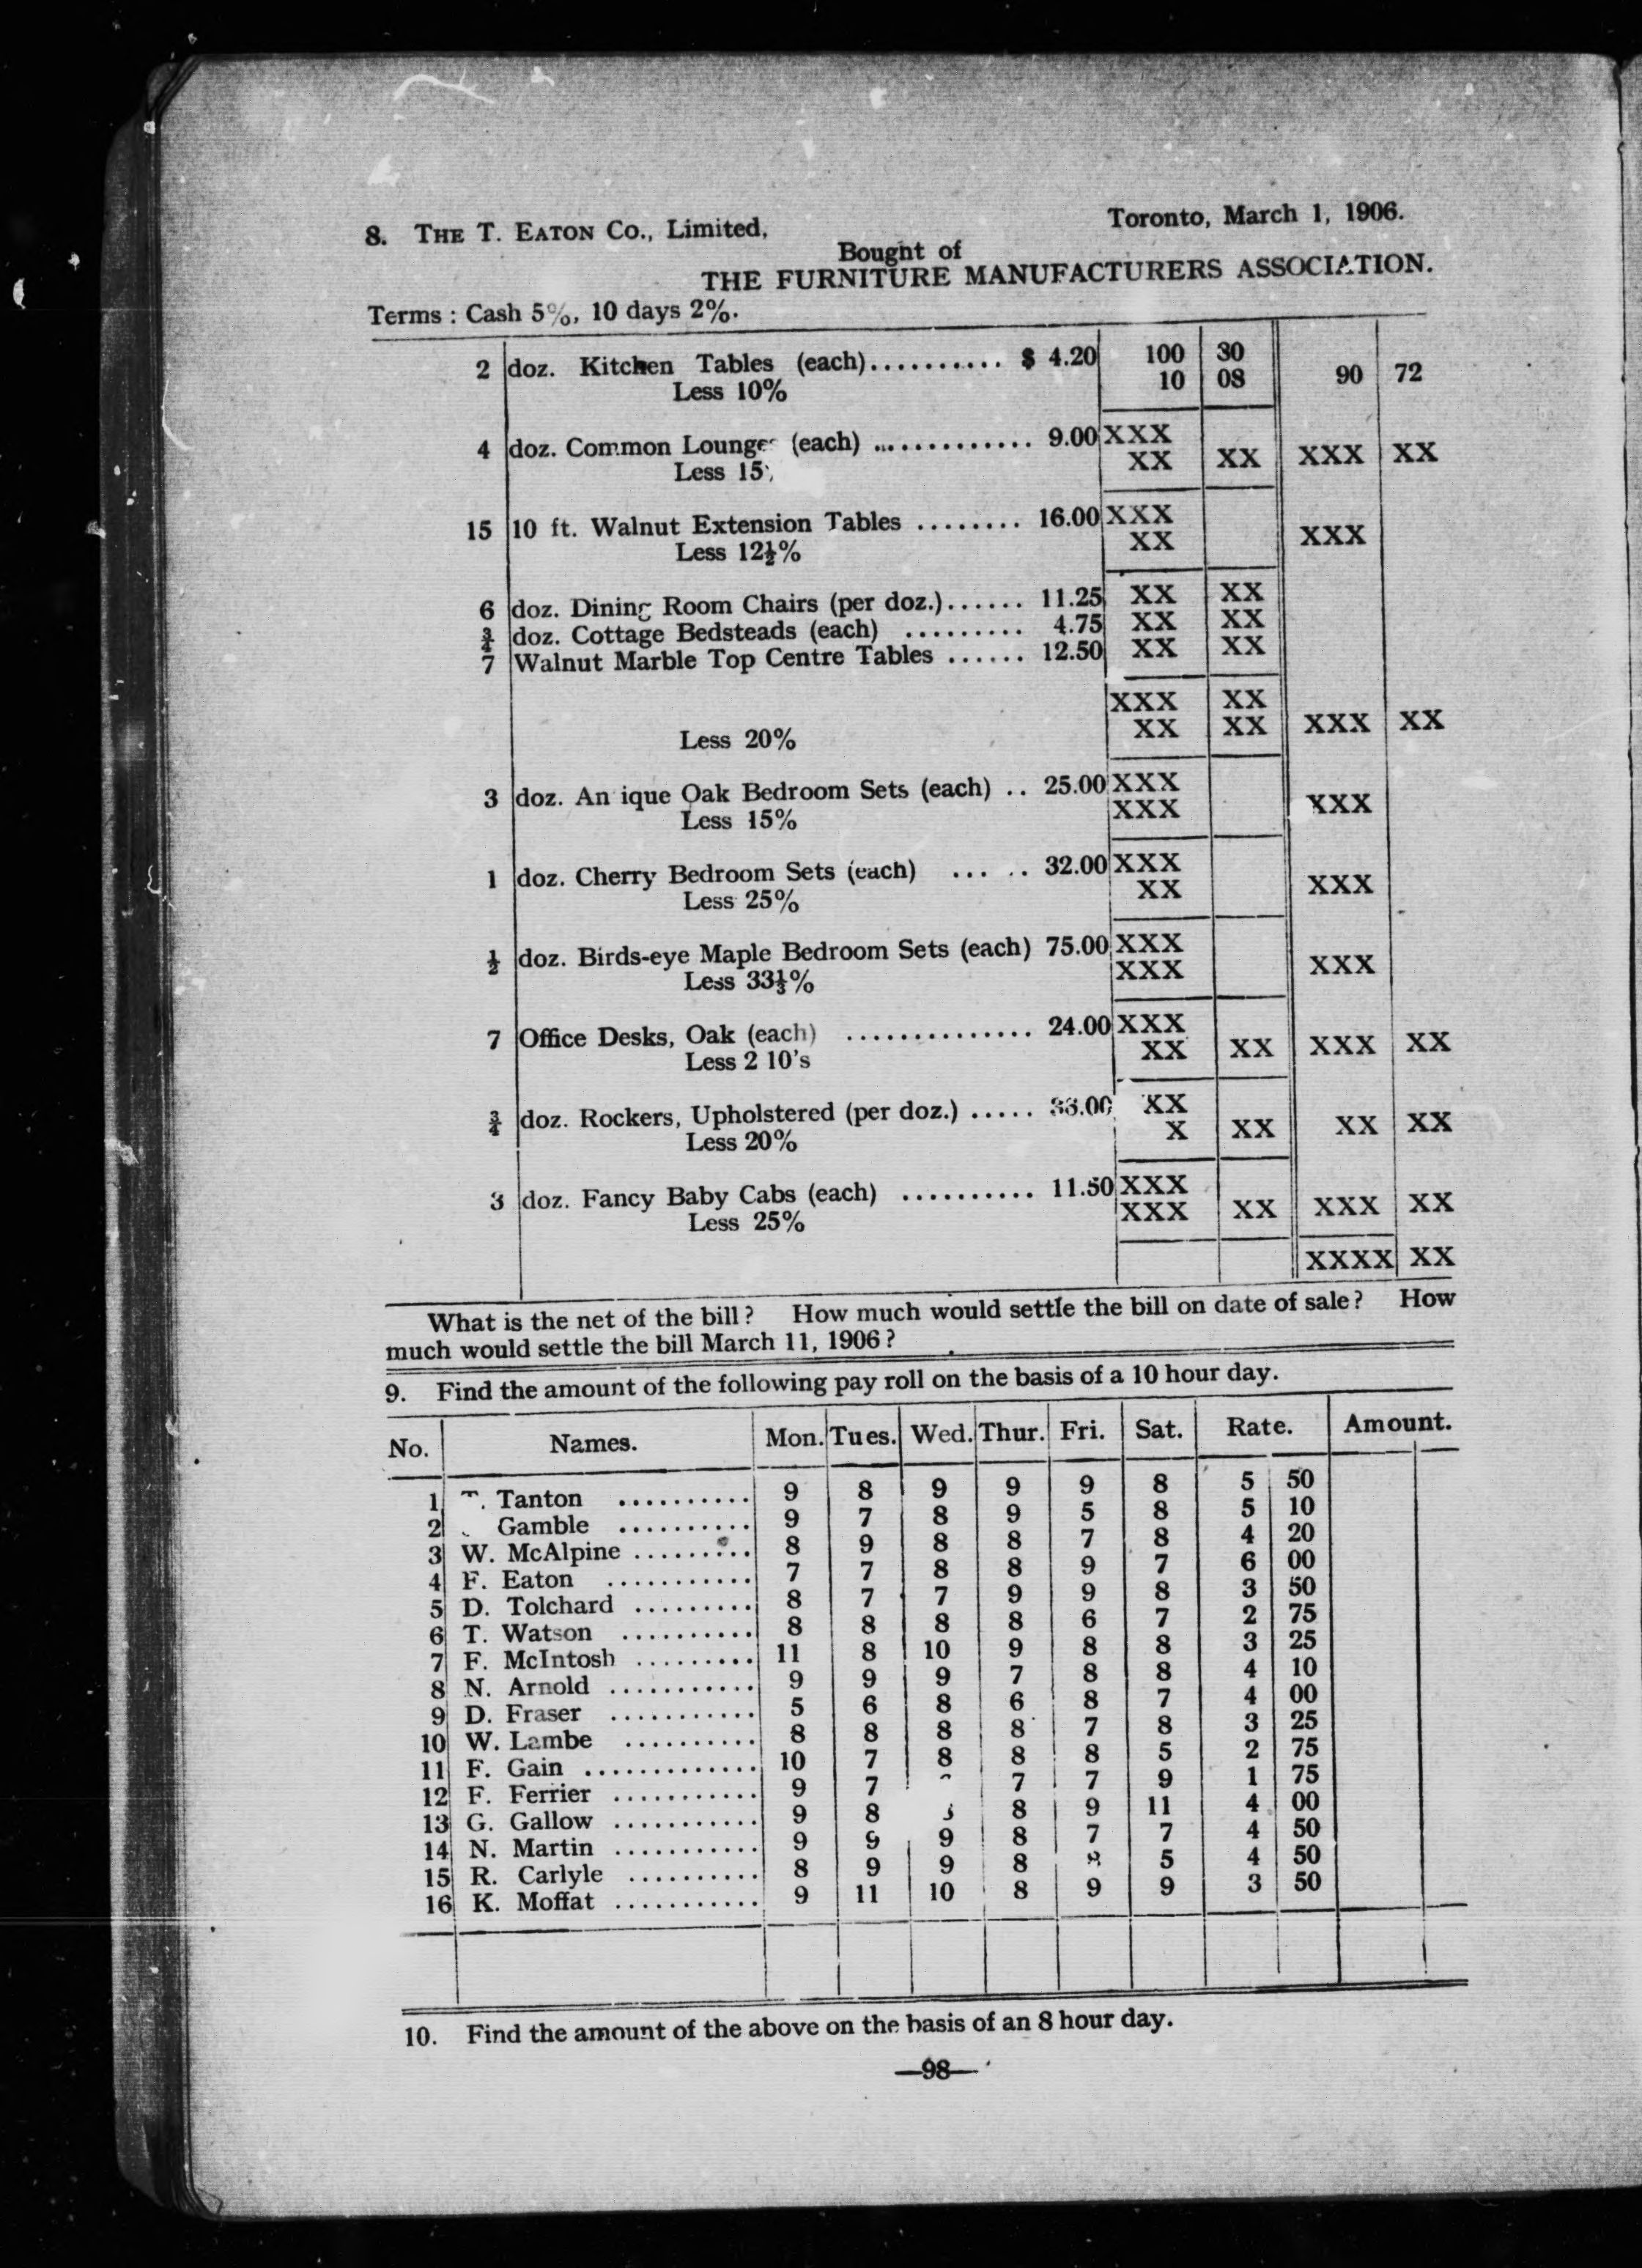 8. THE T. EATON CO., Limited, Toronto, March 1, 1906.
Bought of
THE FURNITURE MANUFACTURERS ASSOCIATION.
Terms : Cash 5%, 10 days 2%.
2 doz. Kitchen Tables (each).......... $ 4.20 100 30
Less 10% 10 08 90 72
4 doz. Common Lounges (each) ............ 9.00 XXX
Less 15 XX XX XXX XX
15 10 ft. Walnut Extension Tables ........ 16.00 XXX
Less 12½% XX XXX
6 doz. Dining Room Chairs (per doz.)...... 11.25 XX XX
¾ doz. Cottage Bedsteads (each) ......... 4.75 XX XX
7 Walnut Marble Top Centre Tables ...... 12.50 XX XX
XXX XX
Less 20% XX XX XXX XX
3 doz. An ique Oak Bedroom Sets (each) .. 25.00 XXX
Less 15% XXX XXX
1 doz. Cherry Bedroom Sets (each) ... .. 32.00 XXX
Less 25% XX XXX
½ doz. Birds-eye Maple Bedroom Sets (each) 75.00 XXX
Less 33⅓% XXX XXX
7 Office Desks, Oak (each) .............. 24.00 XXX
Less 2 10's XX XX XXX XX
¾ doz. Rockers, Upholstered (per doz.) ..... XX
Less 20% X XX XX XX
3 doz. Fancy Baby Cabs (each) .......... 11.50 XXX
Less 25% XXX XX XXX XX
XXXX XX
What is the net of the bill ? How much would settle the bill on date of sale ? How
much would settle the bill March 11, 1906 ?
9. Find the amount of the following pay roll on the basis of a 10 hour day.
No. Names. Mon. Tues. Wed. Thur. Fri. Sat. Rate. Amount.
1 . Tanton .......... 9 8 9 9 9 8 5 50
2 Gamble .......... 9 7 8 9 5 8 5 10
3 W. McAlpine ......... 8 9 8 8 7 8 4 20
4 F. Eaton ........... 7 7 8 8 9 7 6 00
5 D. Tolchard ......... 8 7 7 9 9 8 3 50
6 T. Watson .......... 8 8 8 8 6 7 2 75
7 F. McIntosh ......... 11 8 10 9 8 8 3 25
8 N. Arnold ........... 9 9 9 7 8 8 4 10
9 D. Fraser ........... 5 6 8 6 8 7 4 00
10 W. Lambe .......... 8 8 8 8 7 8 3 25
11 F. Gain ............. 10 7 8 8 8 5 2 75
12 F. Ferrier ........... 9 7 7 7 9 1 75
13 G. Gallow ........... 9 8 8 9 11 4 00
14 N. Martin ........... 9 9 9 8 7 7 4 50
15 R. Carlyle .......... 8 9 9 8 8 5 4 50
16 K. Moffat ........... 9 11 10 8 9 9 3 50
10. Find the amount of the above on the basis of an 8 hour day.
—98—